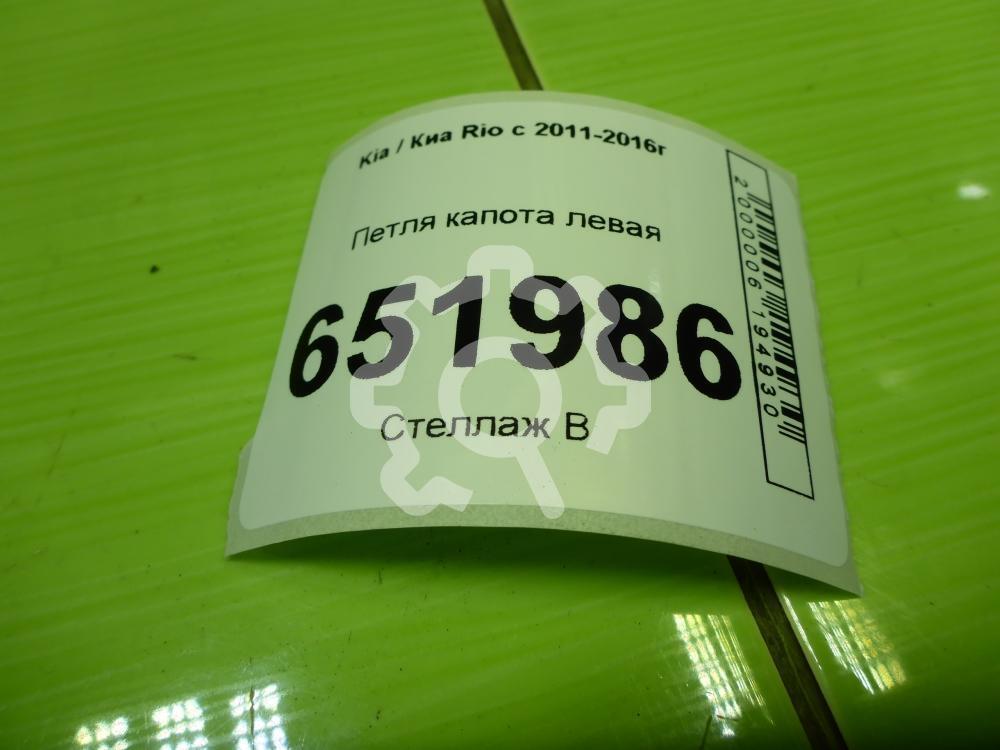 Kia / Киа Rio с 2011-2016г
Петля капота левая
651986
Стеллаж В
2000006194930